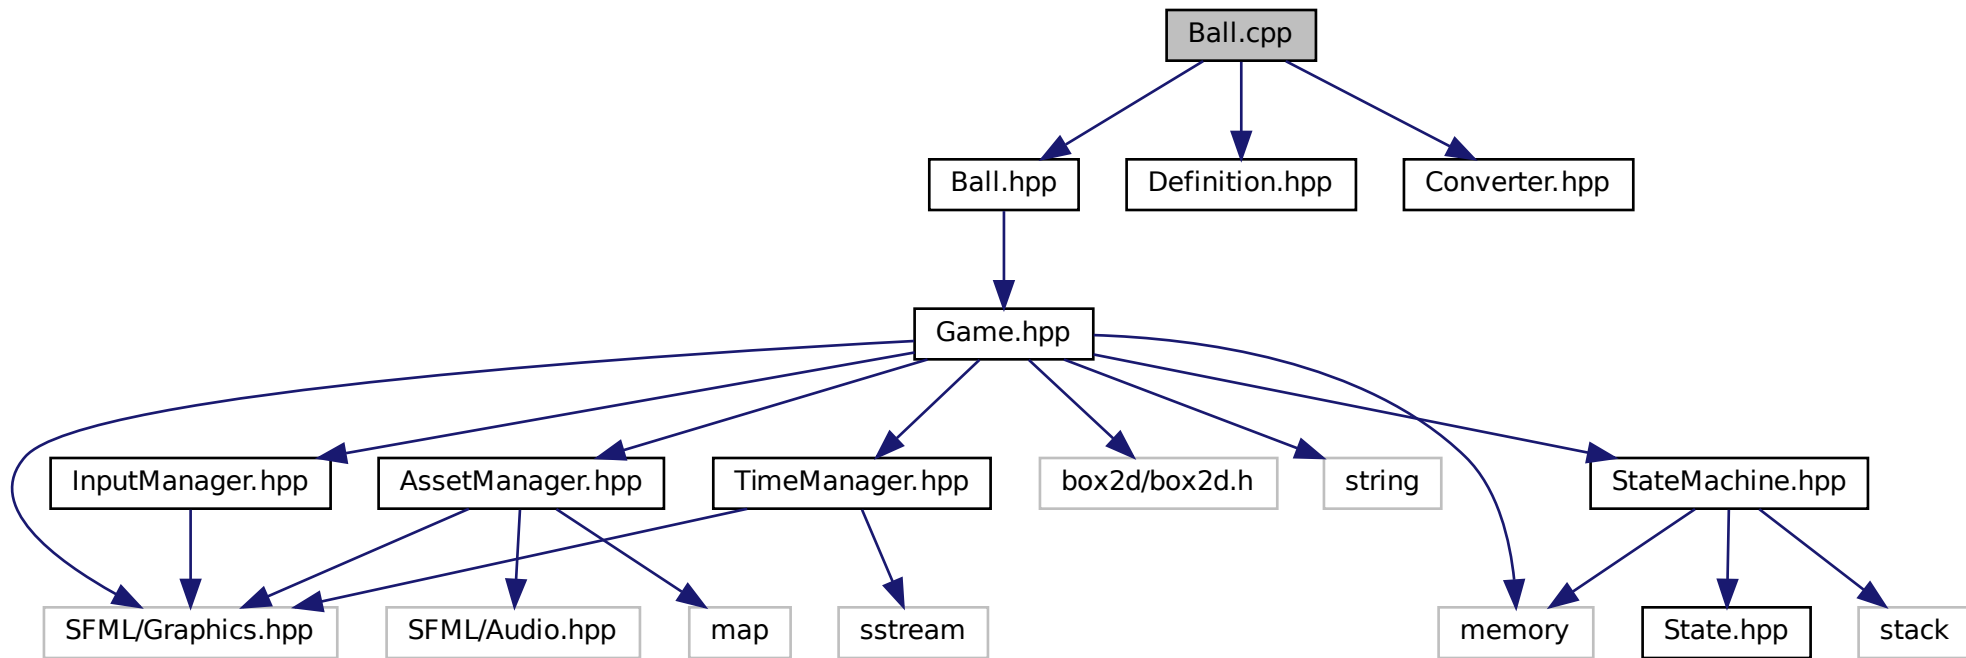 Ball.cpp
Ball.hpp
Definition.hpp
Converter.hpp
Game.hpp
InputManager.hpp
AssetManager.hpp
TimeManager.hpp
box2d/box2d.h
string
StateMachine.hpp
SFML/Graphics.hpp
SFML/Audio.hpp
map
sstream
memory
State.hpp
stack